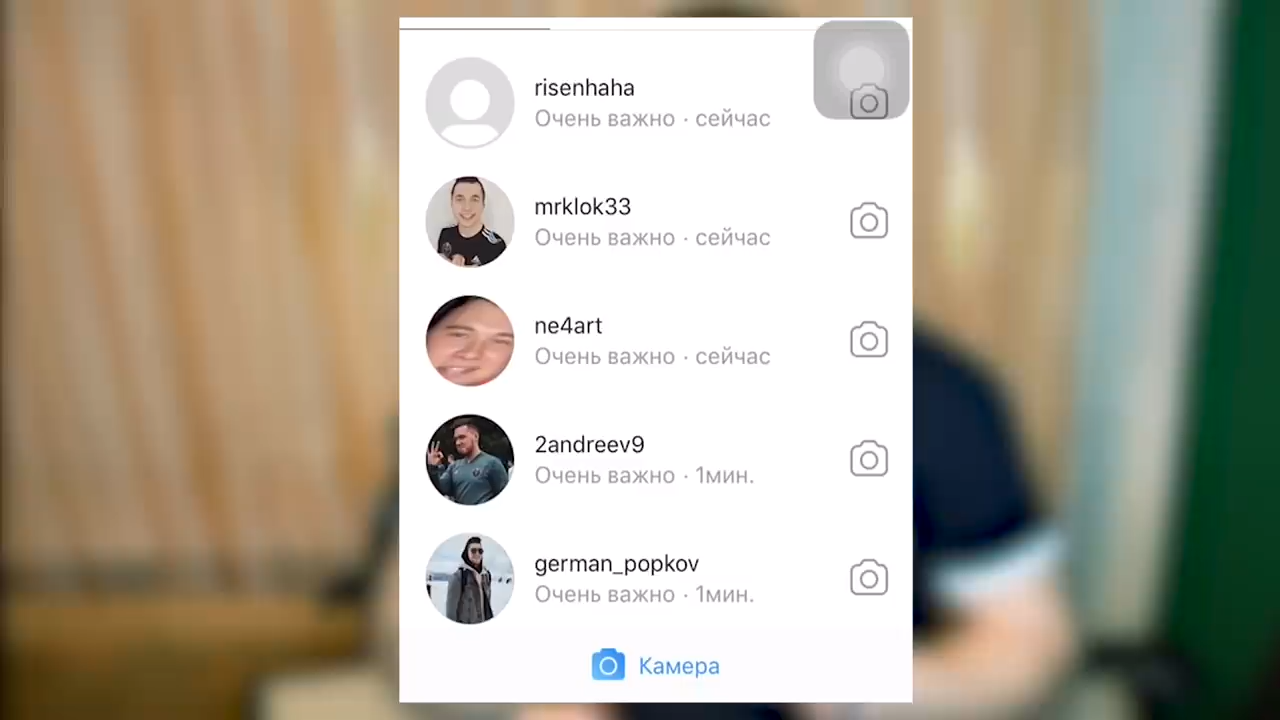 risenhaha
Очень важно · сейчас
mrklok33
Очень важно · сейчас
ne4art
Очень важно · сейчас
2andreev9
Очень важно · 1мин.
german_popkov
Очень важно · 1мин.
Камера